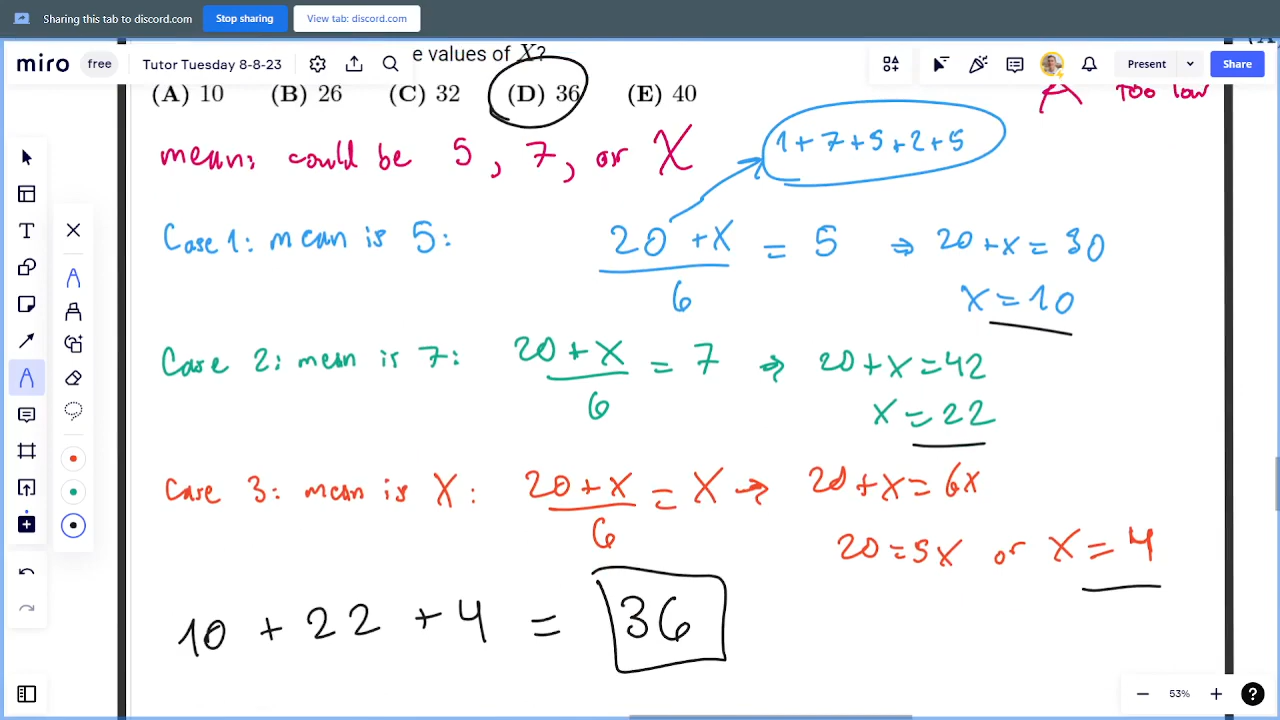 Sharing this tab to discord.com Stop sharing View tab: discord.com
miro free Tutor Tuesday 8-8-23 Present Share
e values of X?
(A) 10 (B) 26 (C) 32 (D) 36 (E) 40
A too low
mean: could be 5, 7, or X
1+7+5+2+5
Case 1: mean is 5: 20+X / 6 = 5 ⇒ 20+x=30
x=10
Case 2: mean is 7: 20+X / 6 = 7 ⇒ 20+x=42
x=22
Case 3: mean is X: 20+X / 6 = X → 20+x=6x
20=5x or x=4
10+22+4=36
53%